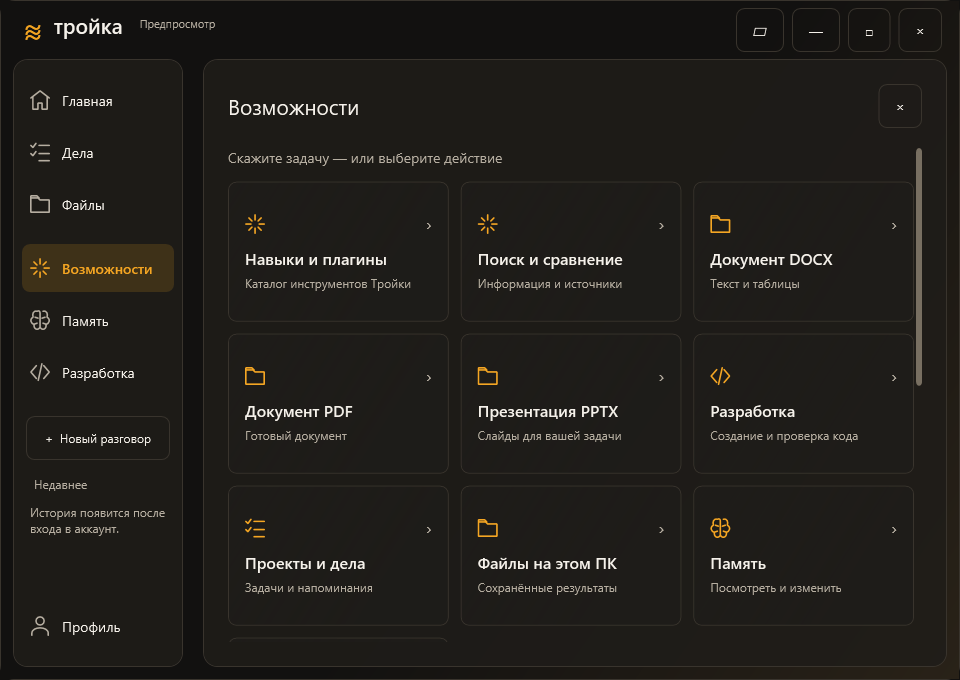 тройка
Предпросмотр
Главная
Дела
Файлы
Возможности
Память
Разработка
+ Новый разговор
Недавнее
История появится после
входа в аккаунт.
Профиль
Возможности
Скажите задачу — или выберите действие
Навыки и плагины
Каталог инструментов Тройки
Поиск и сравнение
Информация и источники
Документ DOCX
Текст и таблицы
Документ PDF
Готовый документ
Презентация PPTX
Слайды для вашей задачи
Разработка
Создание и проверка кода
Проекты и дела
Задачи и напоминания
Файлы на этом ПК
Сохранённые результаты
Память
Посмотреть и изменить